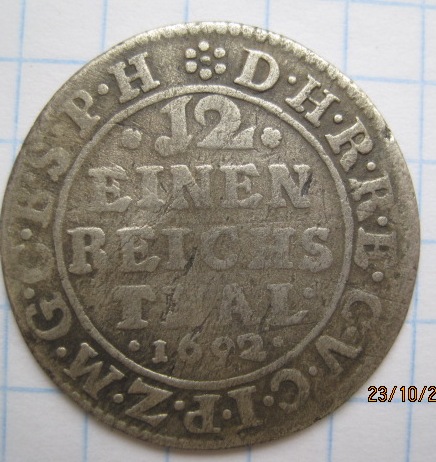 D·H·R·R·E·C·V·C·I·P·Z·M·G·C·E·S·P·H
12
EINEN
REICHS
THAL·
·1692·
23/10/2